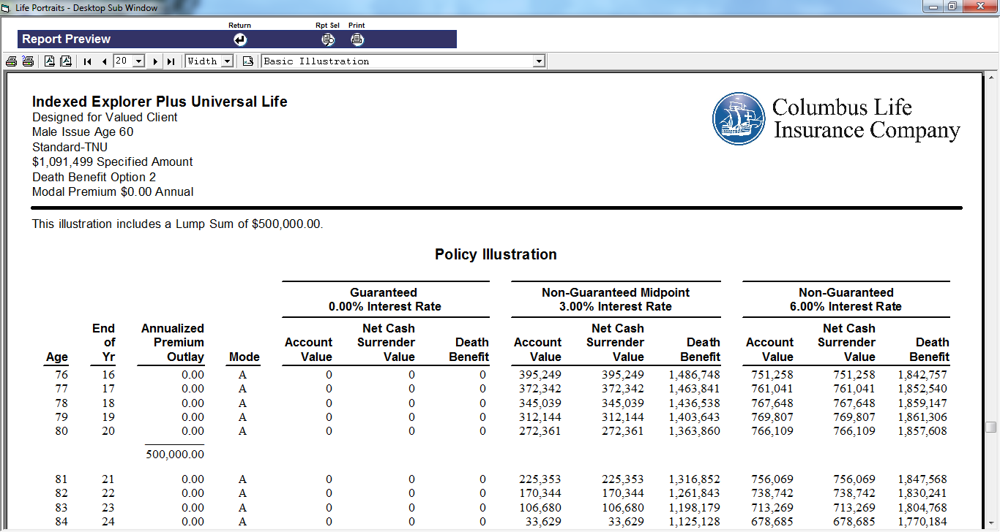 Life Portraits - Desktop Sub Window
Return Rpt Sel Print
Report Preview
20 Width Basic Illustration
Indexed Explorer Plus Universal Life
Designed for Valued Client
Male Issue Age 60
Standard-TNU
$1,091,499 Specified Amount
Death Benefit Option 2
Modal Premium $0.00 Annual
Columbus Life
Insurance Company
This illustration includes a Lump Sum of $500,000.00.
Policy Illustration
Guaranteed Non-Guaranteed Midpoint Non-Guaranteed
0.00% Interest Rate 3.00% Interest Rate 6.00% Interest Rate
End Annualized Net Cash Net Cash Net Cash
of Premium Account Surrender Death Account Surrender Death Account Surrender Death
Age Yr Outlay Mode Value Value Benefit Value Value Benefit Value Value Benefit
76 16 0.00 A 0 0 0 395,249 395,249 1,486,748 751,258 751,258 1,842,757
77 17 0.00 A 0 0 0 372,342 372,342 1,463,841 761,041 761,041 1,852,540
78 18 0.00 A 0 0 0 345,039 345,039 1,436,538 767,648 767,648 1,859,147
79 19 0.00 A 0 0 0 312,144 312,144 1,403,643 769,807 769,807 1,861,306
80 20 0.00 A 0 0 0 272,361 272,361 1,363,860 766,109 766,109 1,857,608
500,000.00
81 21 0.00 A 0 0 0 225,353 225,353 1,316,852 756,069 756,069 1,847,568
82 22 0.00 A 0 0 0 170,344 170,344 1,261,843 738,742 738,742 1,830,241
83 23 0.00 A 0 0 0 106,680 106,680 1,198,179 713,269 713,269 1,804,768
84 24 0.00 A 0 0 0 33,629 33,629 1,125,128 678,685 678,685 1,770,184